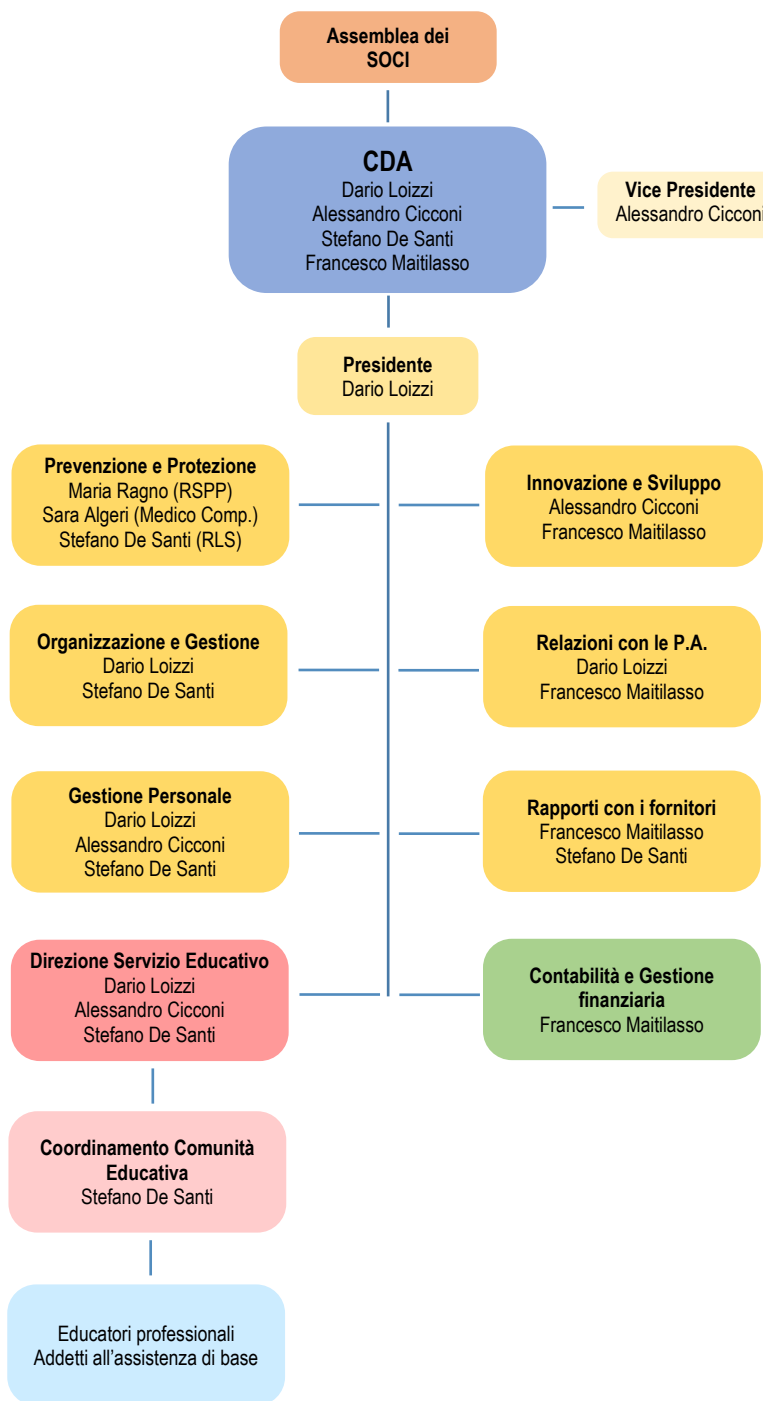 Assemblea dei
SOCI
CDA
Dario Loizzi
Alessandro Cicconi
Stefano De Santi
Francesco Maitilasso
Vice Presidente
Alessandro Cicconi
Presidente
Dario Loizzi
Prevenzione e Protezione
Maria Ragno (RSPP)
Sara Algeri (Medico Comp.)
Stefano De Santi (RLS)
Innovazione e Sviluppo
Alessandro Cicconi
Francesco Maitilasso
Organizzazione e Gestione
Dario Loizzi
Stefano De Santi
Relazioni con le P.A.
Dario Loizzi
Francesco Maitilasso
Gestione Personale
Dario Loizzi
Alessandro Cicconi
Stefano De Santi
Rapporti con i fornitori
Francesco Maitilasso
Stefano De Santi
Direzione Servizio Educativo
Dario Loizzi
Alessandro Cicconi
Stefano De Santi
Contabilità e Gestione
finanziaria
Francesco Maitilasso
Coordinamento Comunità
Educativa
Stefano De Santi
Educatori professionali
Addetti all’assistenza di base